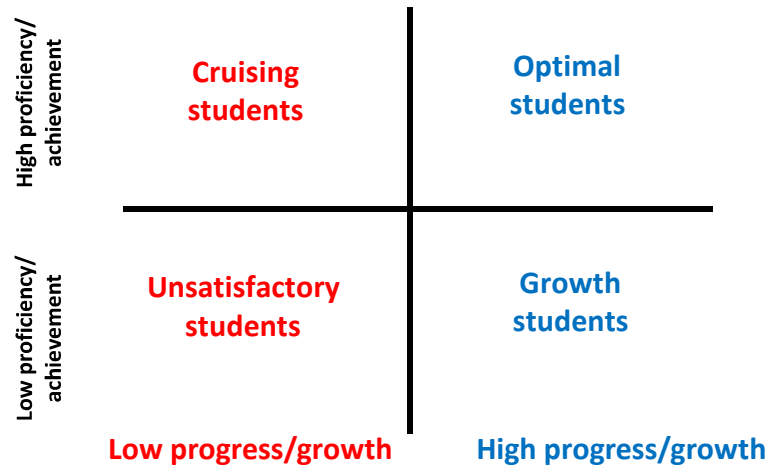 High proficiency/
achievement
Cruising
students
Optimal
students
Low proficiency/
achievement
Unsatisfactory
students
Growth
students
Low progress/growth
High progress/growth